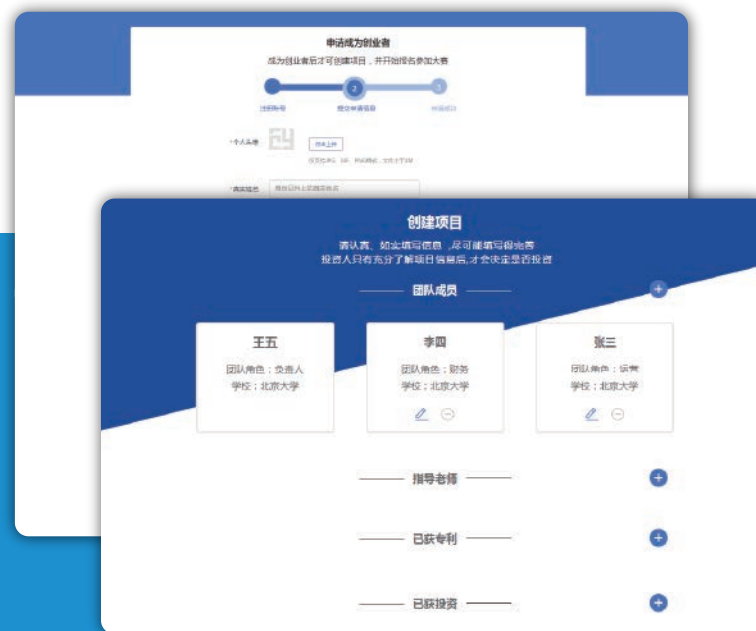 申请成为创业者
成为创业者后才可创建项目，并开始报名参加大赛
2
3
注册帐号
提交申请信息
申请成功
*个人头像
点击上传
*真实姓名
创建项目
请认真、如实填写信息，尽可能填写得完善
投资人只有充分了解项目信息后,才会决定是否投资
团队成员
王五
团队角色：负责人
学校：北京大学
李四
团队角色：财务
学校：北京大学
张三
团队角色：运营
学校：北京大学
指导老师
已获专利
已获投资